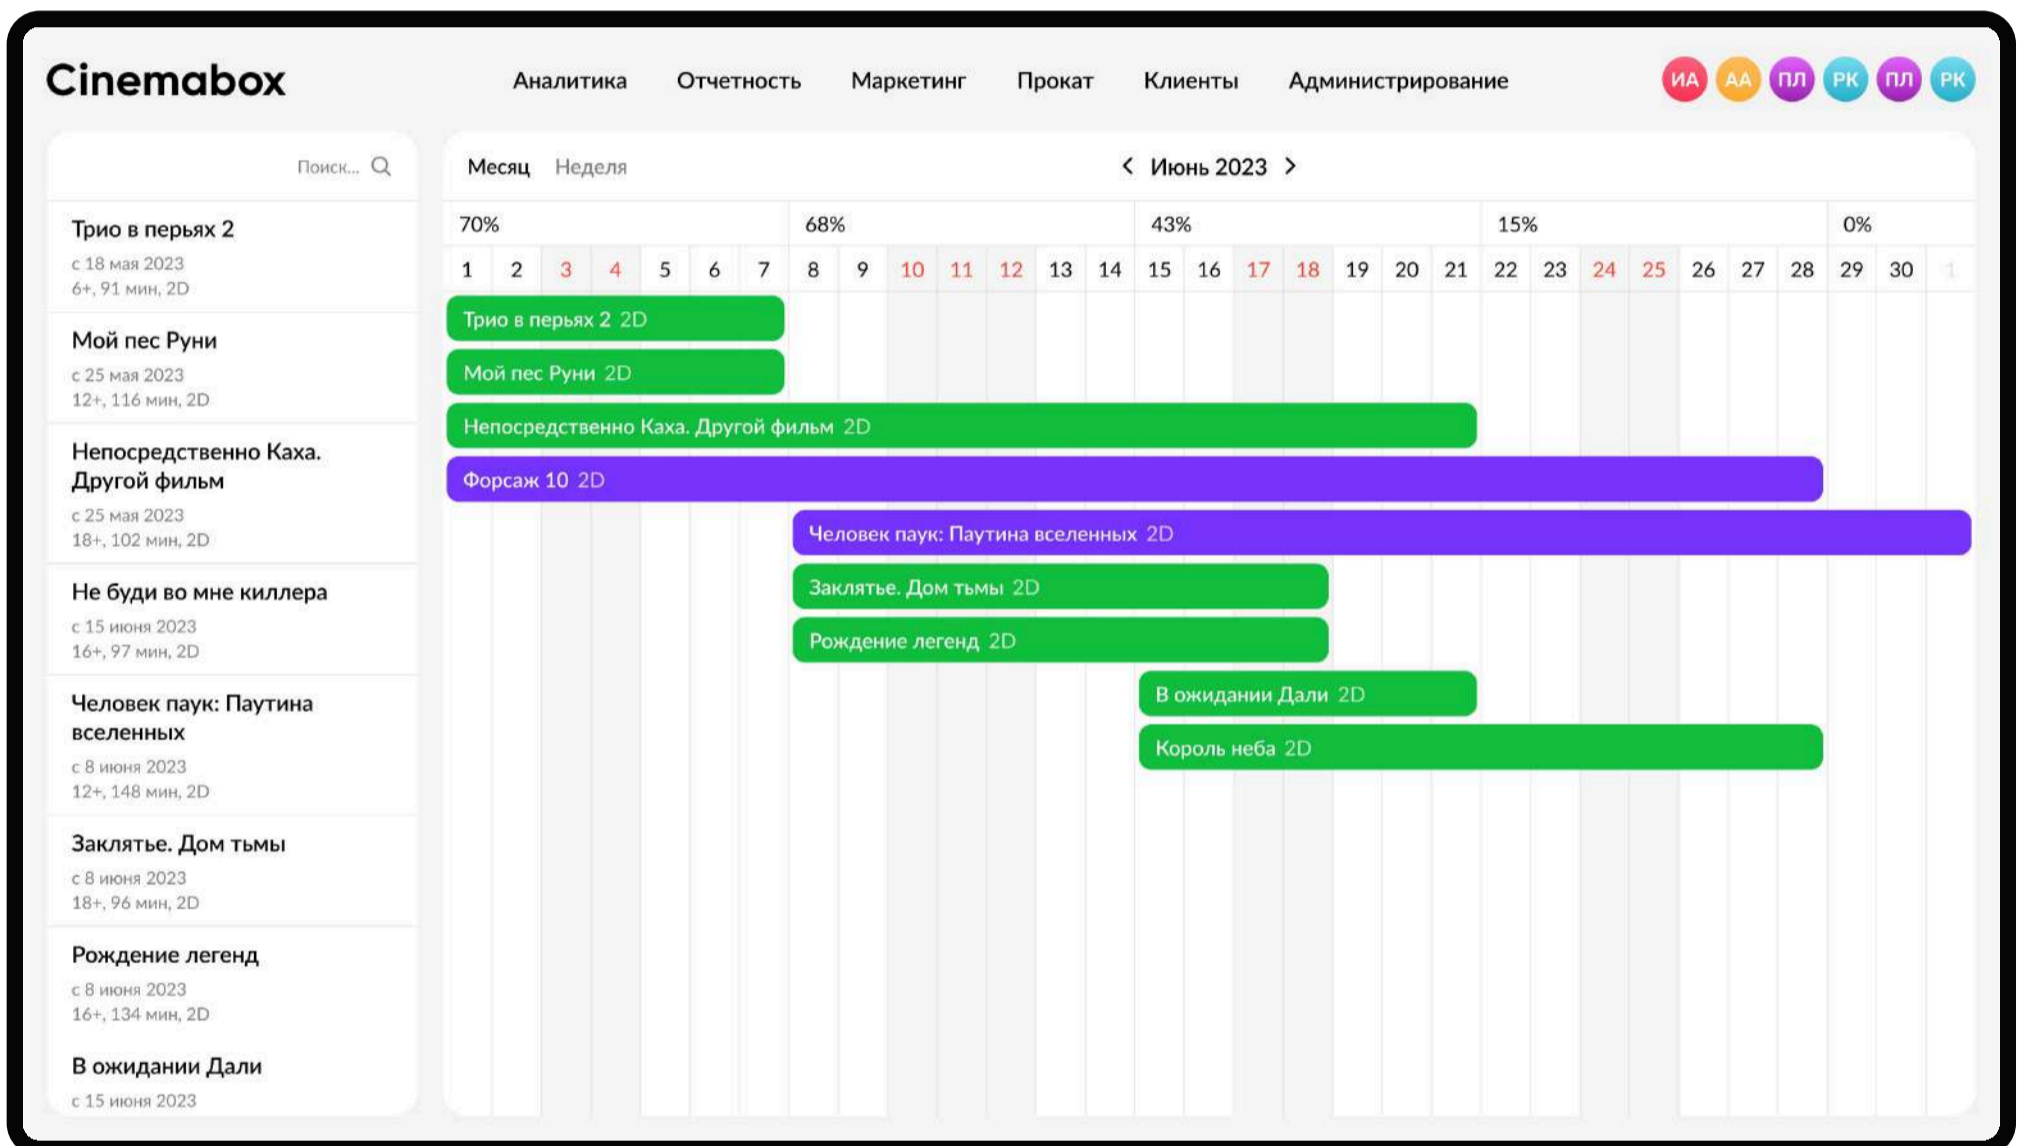 Cinemabox
Аналитика Отчетность Маркетинг Прокат Клиенты Администрирование
ИА АА ПЛ РК ПЛ РК
Поиск...
Трио в перьях 2
с 18 мая 2023
6+, 91 мин, 2D
Мой пес Руни
с 25 мая 2023
12+, 116 мин, 2D
Непосредственно Каха.
Другой фильм
с 25 мая 2023
18+, 102 мин, 2D
Не буди во мне киллера
с 15 июня 2023
16+, 97 мин, 2D
Человек паук: Паутина
вселенных
с 8 июня 2023
12+, 148 мин, 2D
Заклятье. Дом тьмы
с 8 июня 2023
18+, 96 мин, 2D
Рождение легенд
с 8 июня 2023
16+, 134 мин, 2D
В ожидании Дали
с 15 июня 2023
Месяц Неделя < Июнь 2023 >
70% 68% 43% 15% 0%
1 2 3 4 5 6 7 8 9 10 11 12 13 14 15 16 17 18 19 20 21 22 23 24 25 26 27 28 29 30 1
Трио в перьях 2 2D
Мой пес Руни 2D
Непосредственно Каха. Другой фильм 2D
Форсаж 10 2D
Человек паук: Паутина вселенных 2D
Заклятье. Дом тьмы 2D
Рождение легенд 2D
В ожидании Дали 2D
Король неба 2D